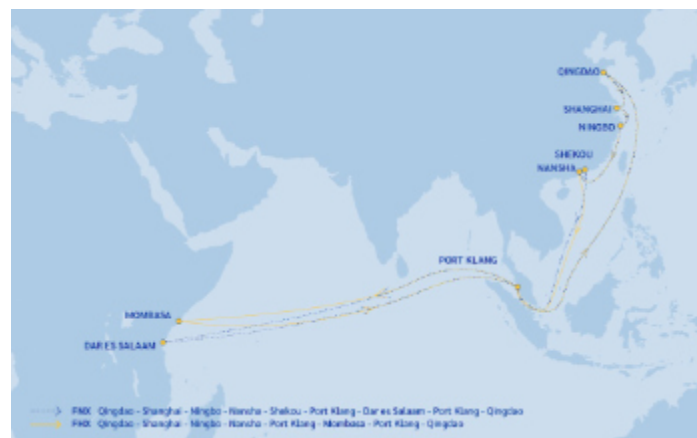 QINGDAO
SHANGHAI
NINGBO
SHEKOU
NANSHA
PORT KLANG
MOMBASA
DAR ES SALAAM
FMX Qingdao - Shanghai - Ningbo - Nansha - Shekou - Port Klang - Dar es Salaam - Port Klang - Qingdao
FMX Qingdao - Shanghai - Ningbo - Nansha - Port Klang - Mombasa - Port Klang - Qingdao